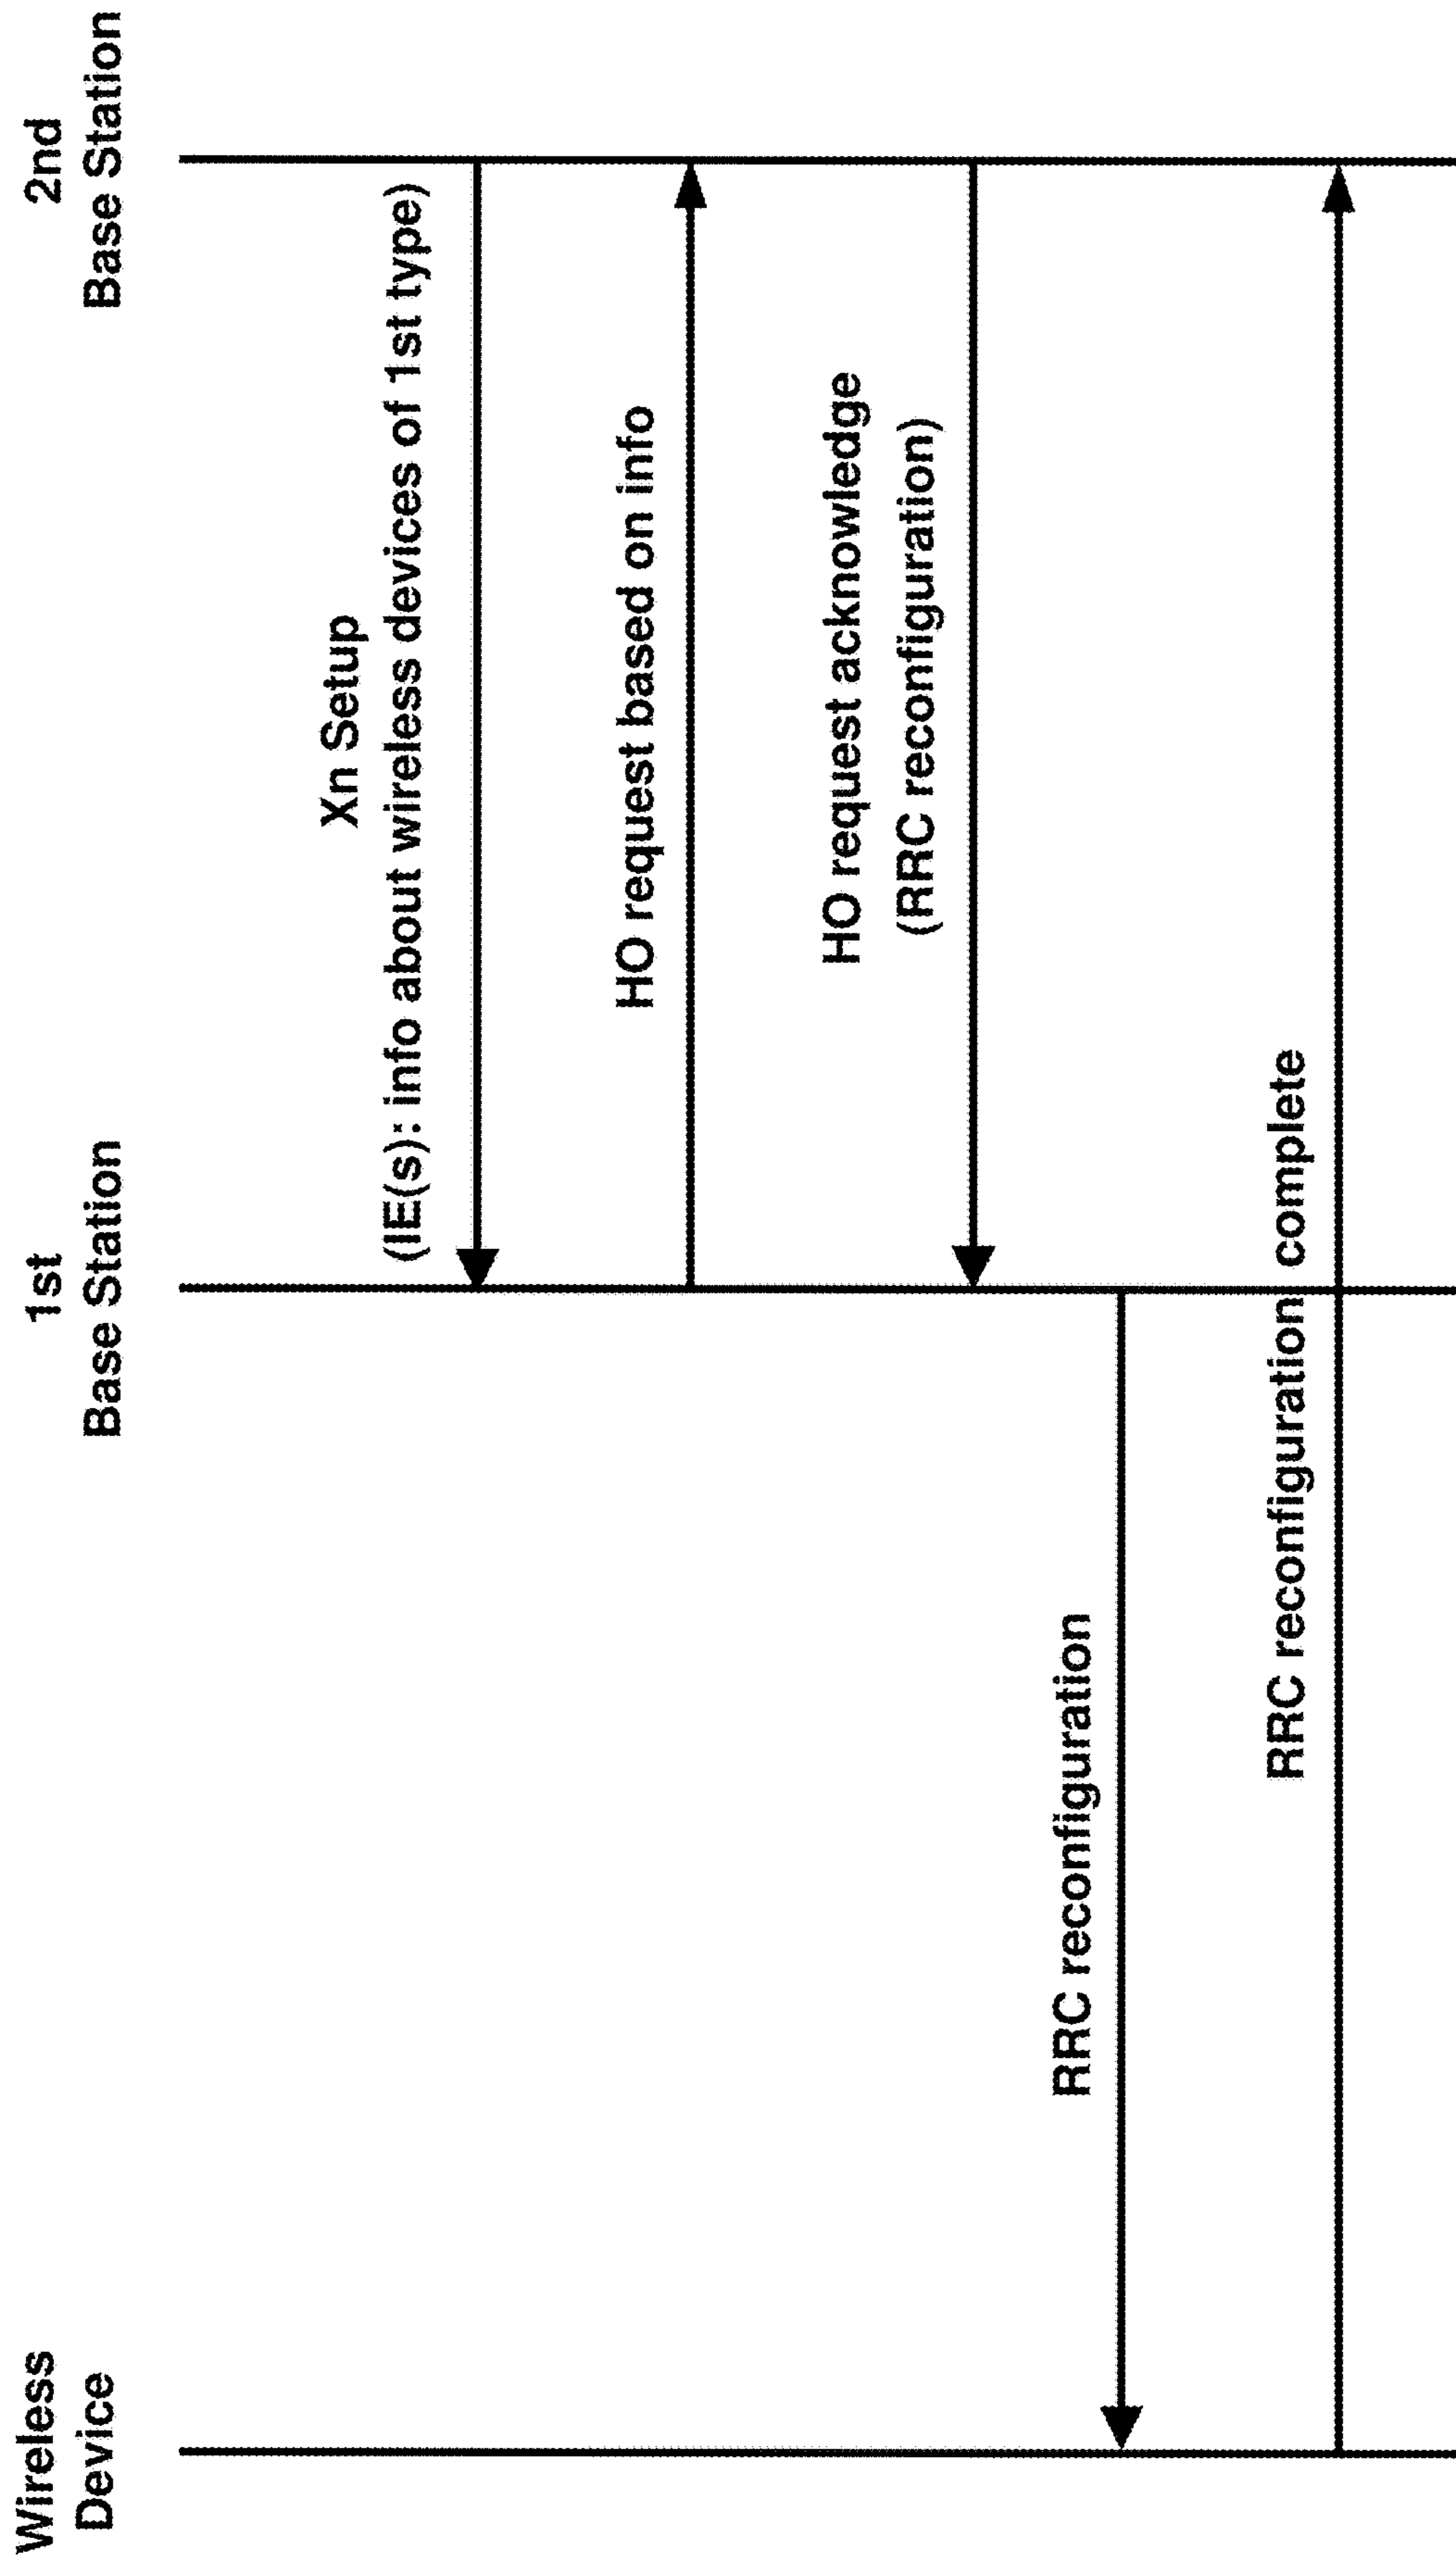 Wireless
Device
1st
Base Station
2nd
Base Station
Xn Setup
(IE(s): info about wireless devices of 1st type)
HO request based on info
HO request acknowledge
(RRC reconfiguration)
RRC reconfiguration
RRC reconfiguration complete